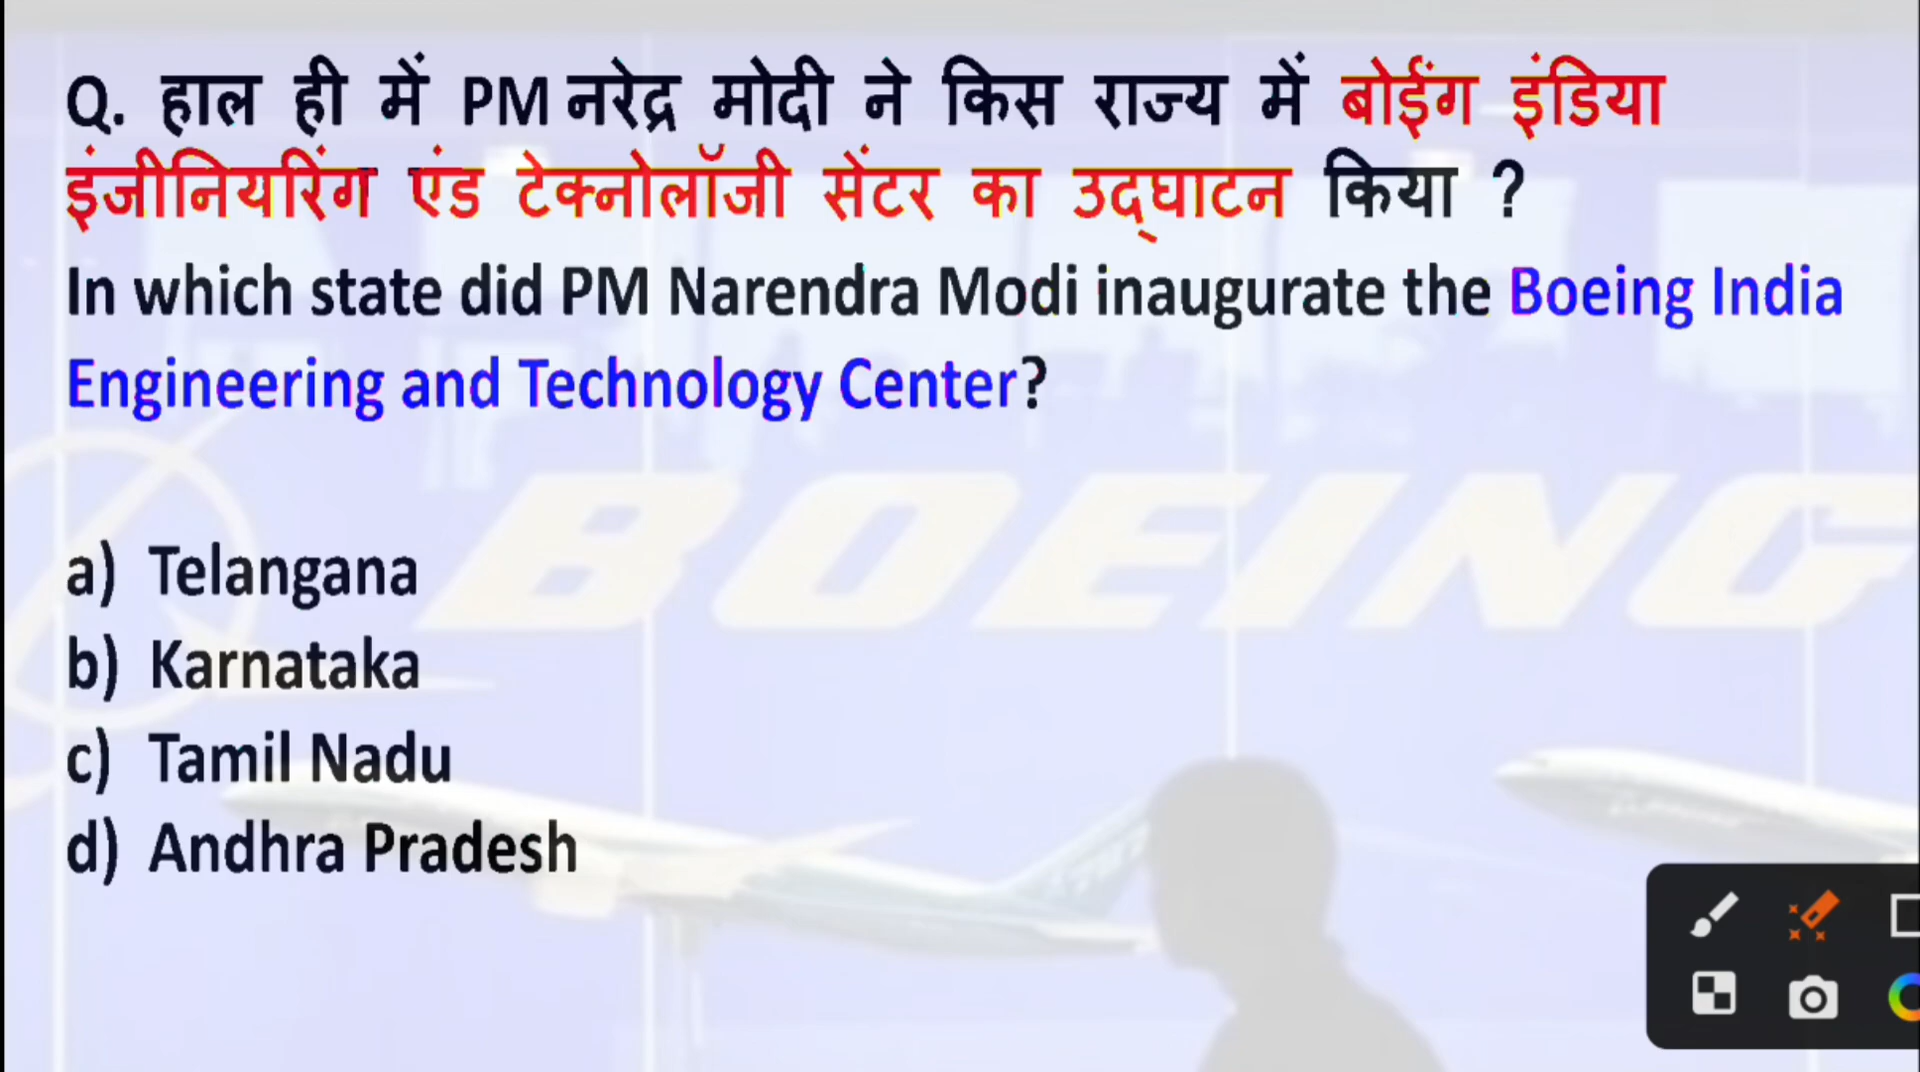 Q. हाल ही में PM नरेंद्र मोदी ने किस राज्य में बोईंग इंडिया
इंजीनियरिंग एंड टेक्नोलॉजी सेंटर का उद्घाटन किया ?
In which state did PM Narendra Modi inaugurate the Boeing India
Engineering and Technology Center?
BOEING
a) Telangana
b) Karnataka
c) Tamil Nadu
d) Andhra Pradesh